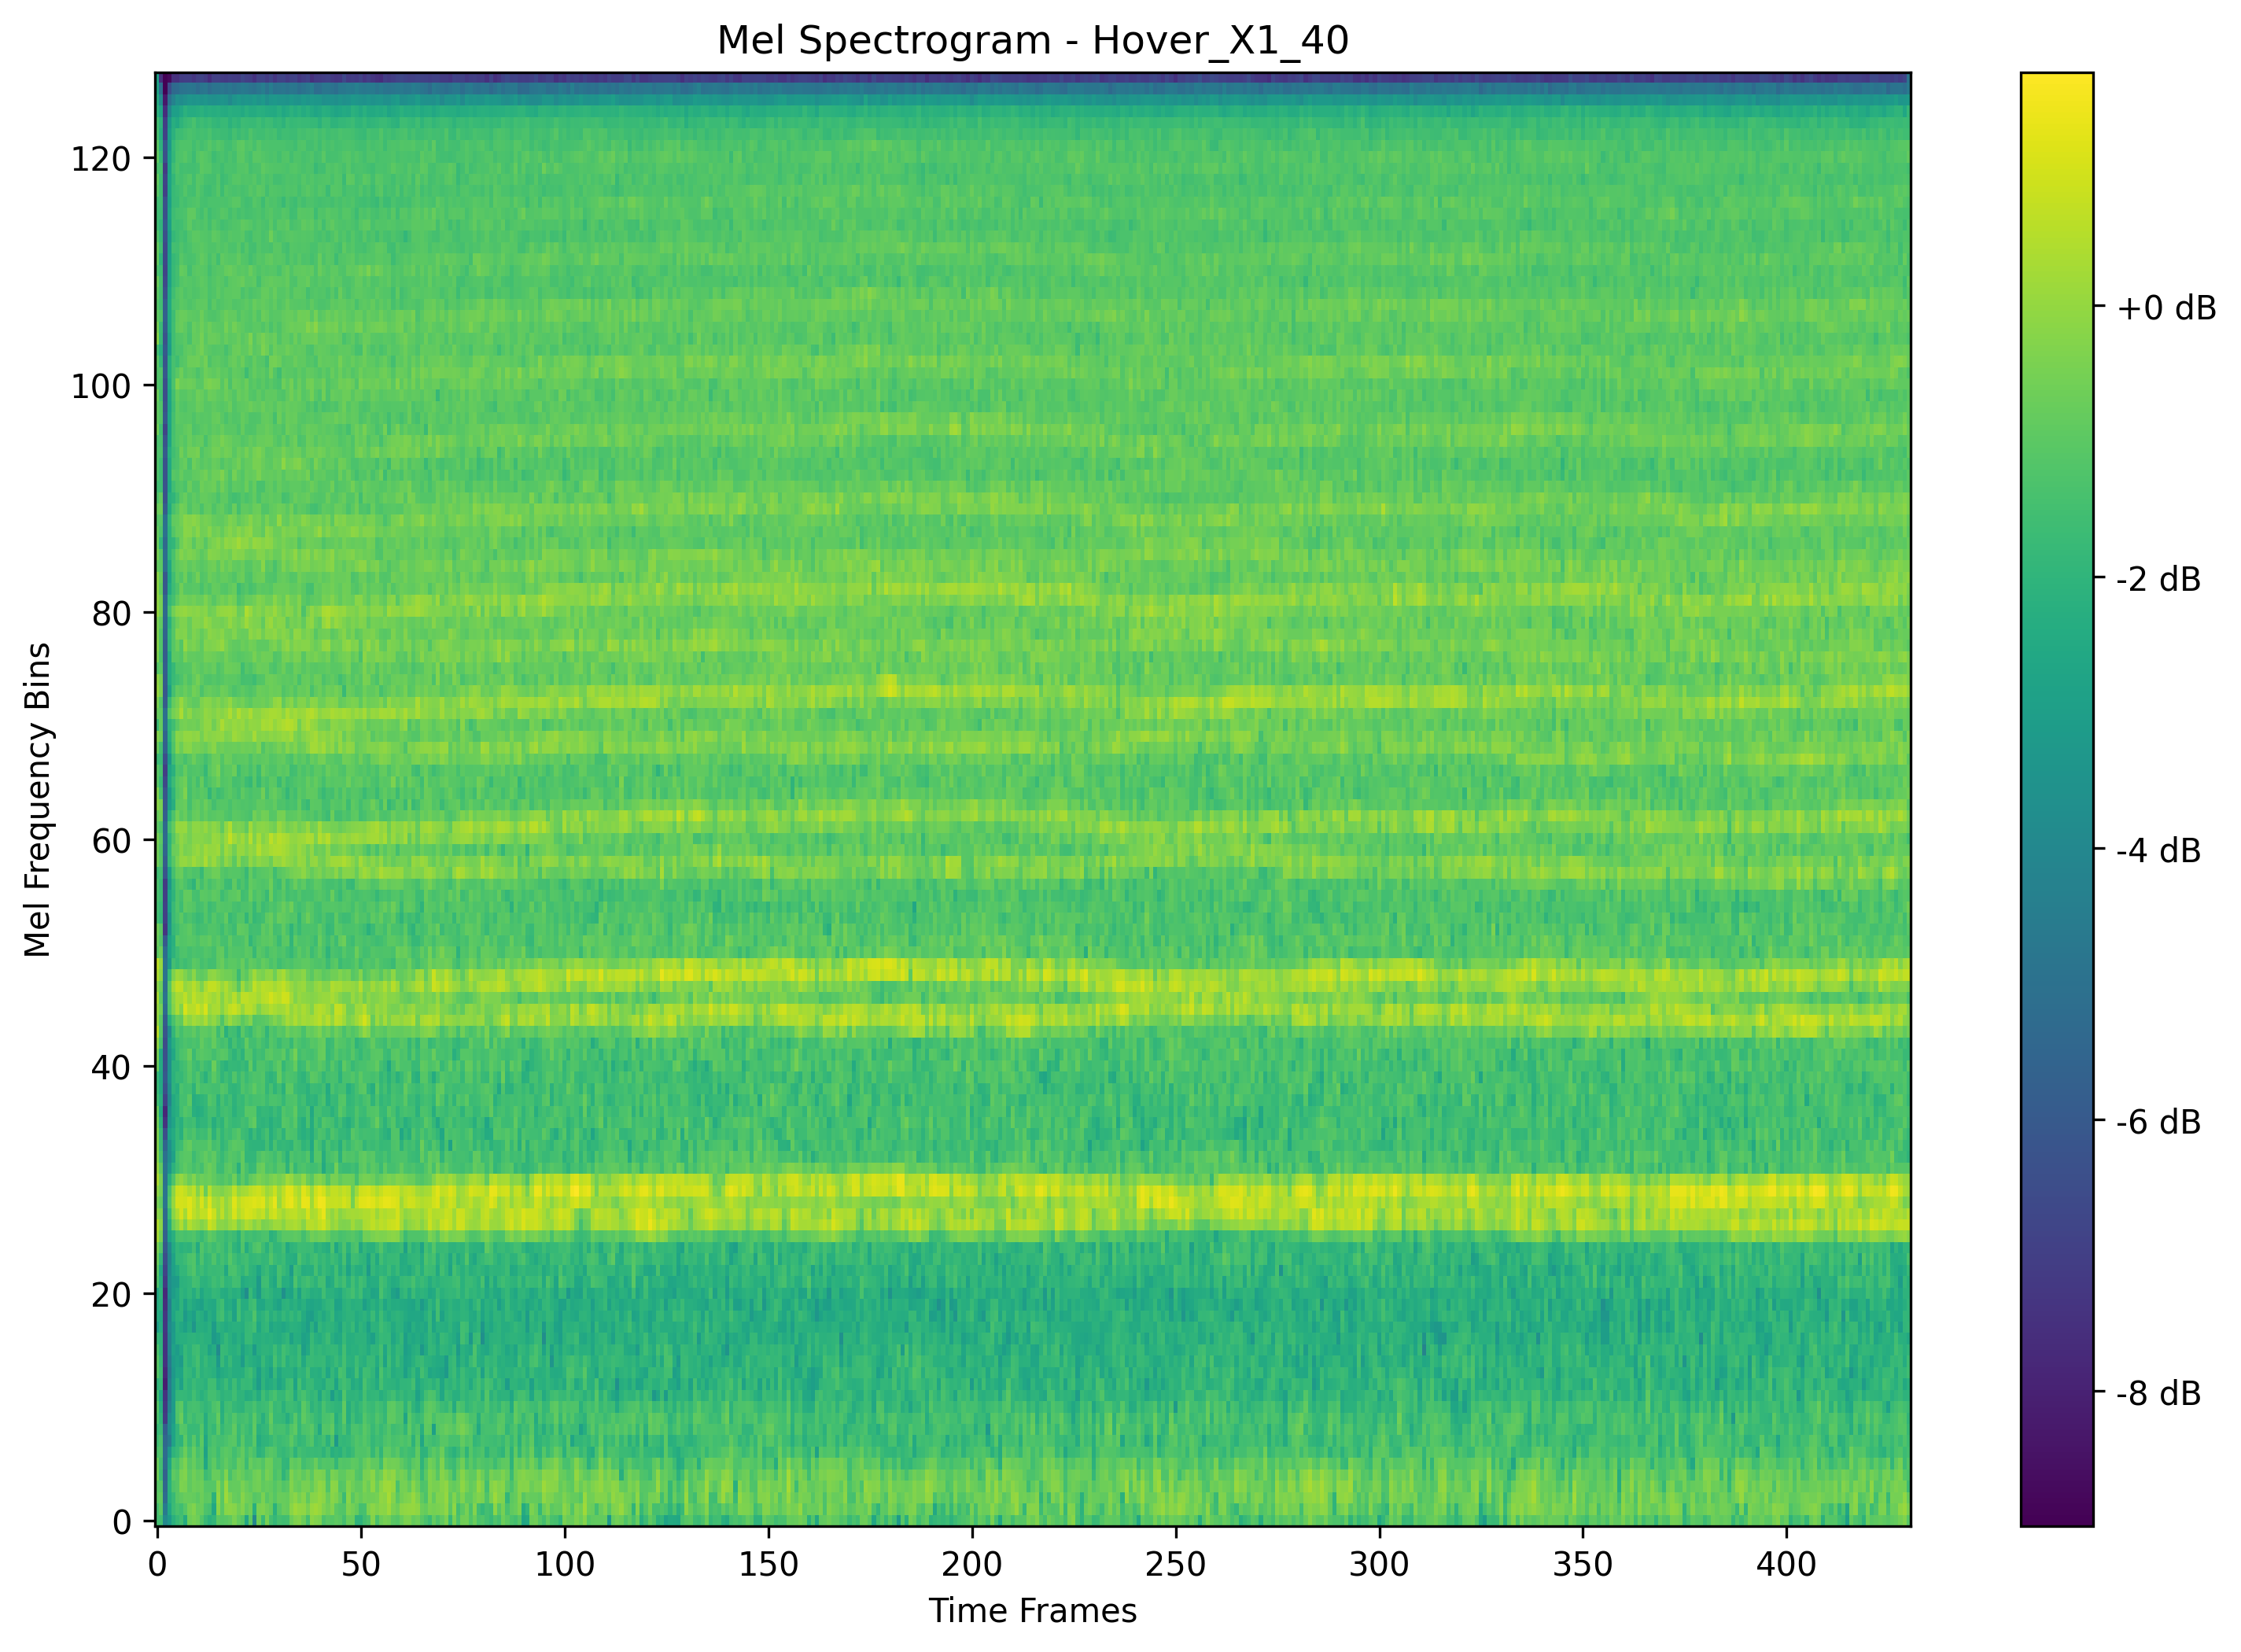 Mel Spectrogram - Hover_X1_40
120
100
80
60
40
20
0
Mel Frequency Bins
0 50 100 150 200 250 300 350 400
Time Frames
+0 dB
-2 dB
-4 dB
-6 dB
-8 dB